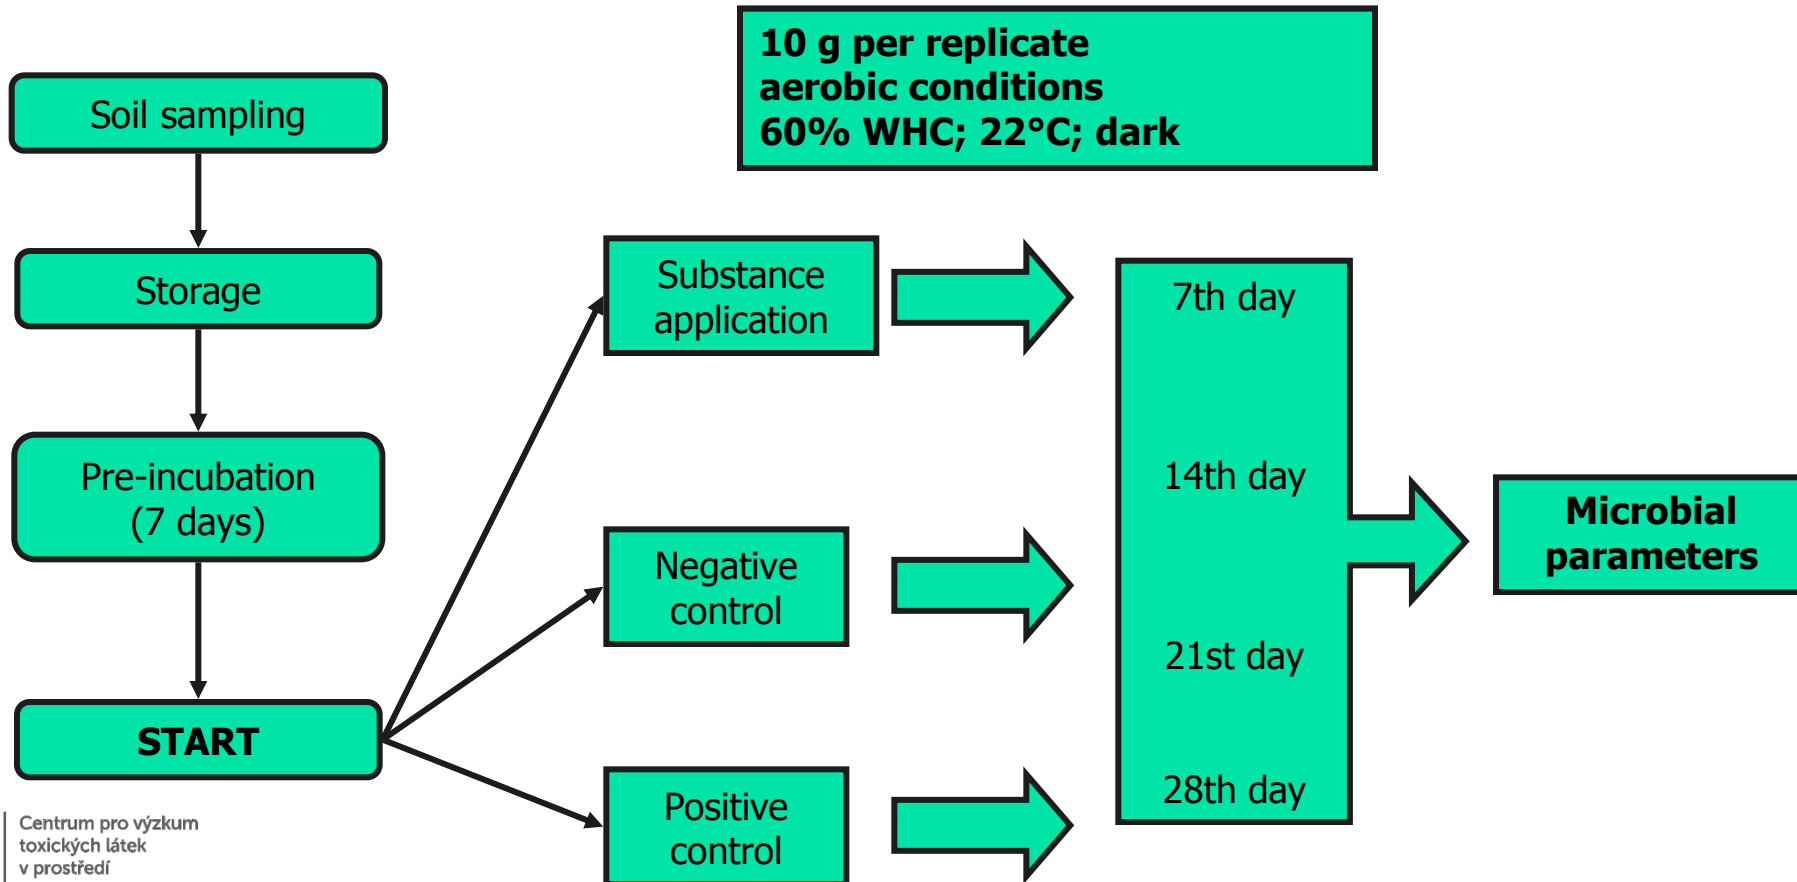 10 g per replicate
aerobic conditions
60% WHC; 22°C; dark
Soil sampling
Storage
Pre-incubation
(7 days)
START
Substance
application
Negative
control
Positive
control
7th day
14th day
21st day
28th day
Microbial
parameters
Centrum pro výzkum
toxických látek
v prostředí